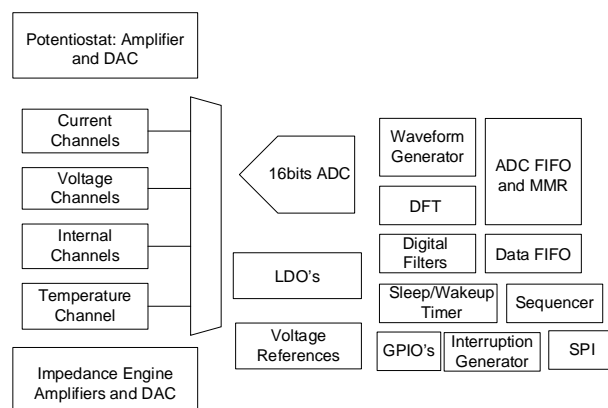 Potentiostat: Amplifier
and DAC
Current
Channels
Voltage
Channels
Internal
Channels
Temperature
Channel
Impedance Engine
Amplifiers and DAC
16bits ADC
LDO's
Voltage
References
Waveform
Generator
ADC FIFO
and MMR
DFT
Digital
Filters
Data FIFO
Sleep/Wakeup
Timer
Sequencer
GPIO's
Interruption
Generator
SPI